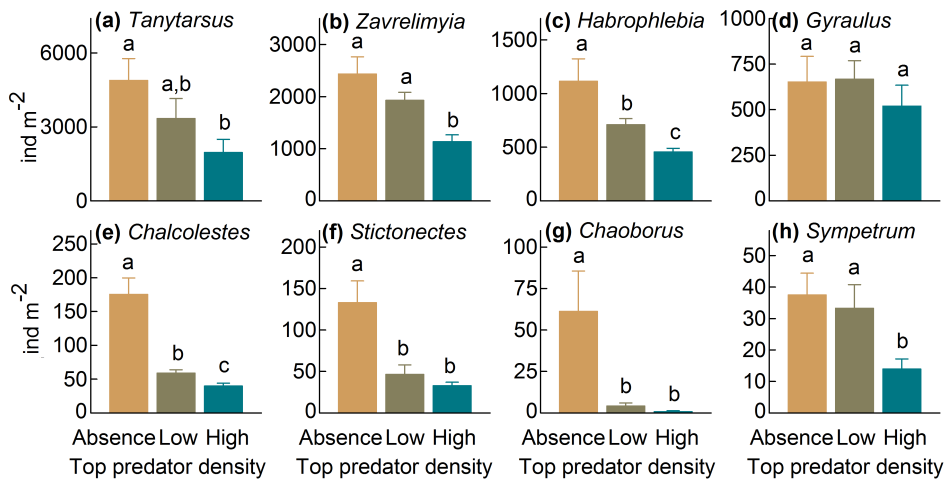 (a) Tanytarsus
(b) Zavrelimyia
(c) Habrophlebia
(d) Gyraulus
ind m-2
6000
3000
0
a
a,b
b
3000
2000
1000
0
a
a
b
1500
1000
500
0
a
b
c
1000
750
500
250
0
a
a
a
(e) Chalcolestes
(f) Stictonectes
(g) Chaoborus
(h) Sympetrum
ind m-2
250
200
150
100
50
0
a
b
c
200
150
100
50
0
a
b
b
100
75
50
25
0
a
b
b
50
40
30
20
10
0
a
a
b
Absence Low High
Top predator density
Absence Low High
Top predator density
Absence Low High
Top predator density
Absence Low High
Top predator density